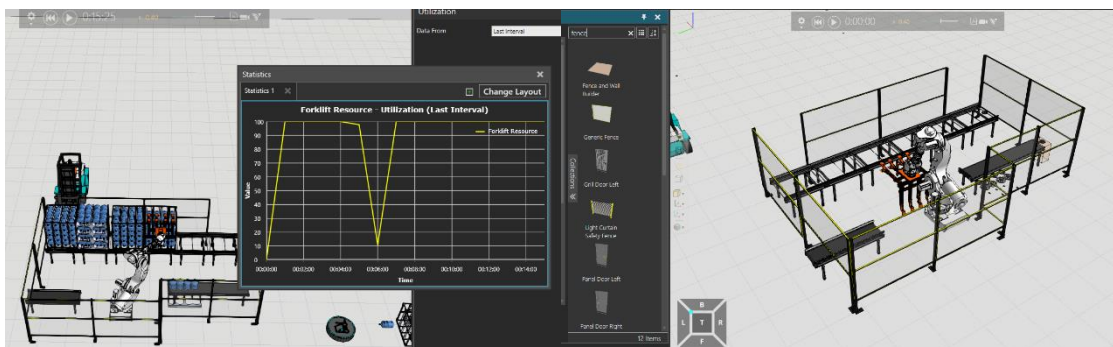 0:15:25
Utilization
Data From
Last Interval
Statistics
Statistics 1
Change Layout
Forklift Resource - Utilization (Last Interval)
Forklift Resource
100
90
80
70
60
50
40
30
20
10
0
Value
00:00:00
00:02:00
00:04:00
00:06:00
00:08:00
00:10:00
00:12:00
00:14:00
Time
fence
Collections
Fence and Wall
Builder
Generic Fence
Grill Door Left
Light Curtain
Safety Fence
Panel Door Left
Panel Door Right
12 Items
0:00:00
B
L
T
R
F